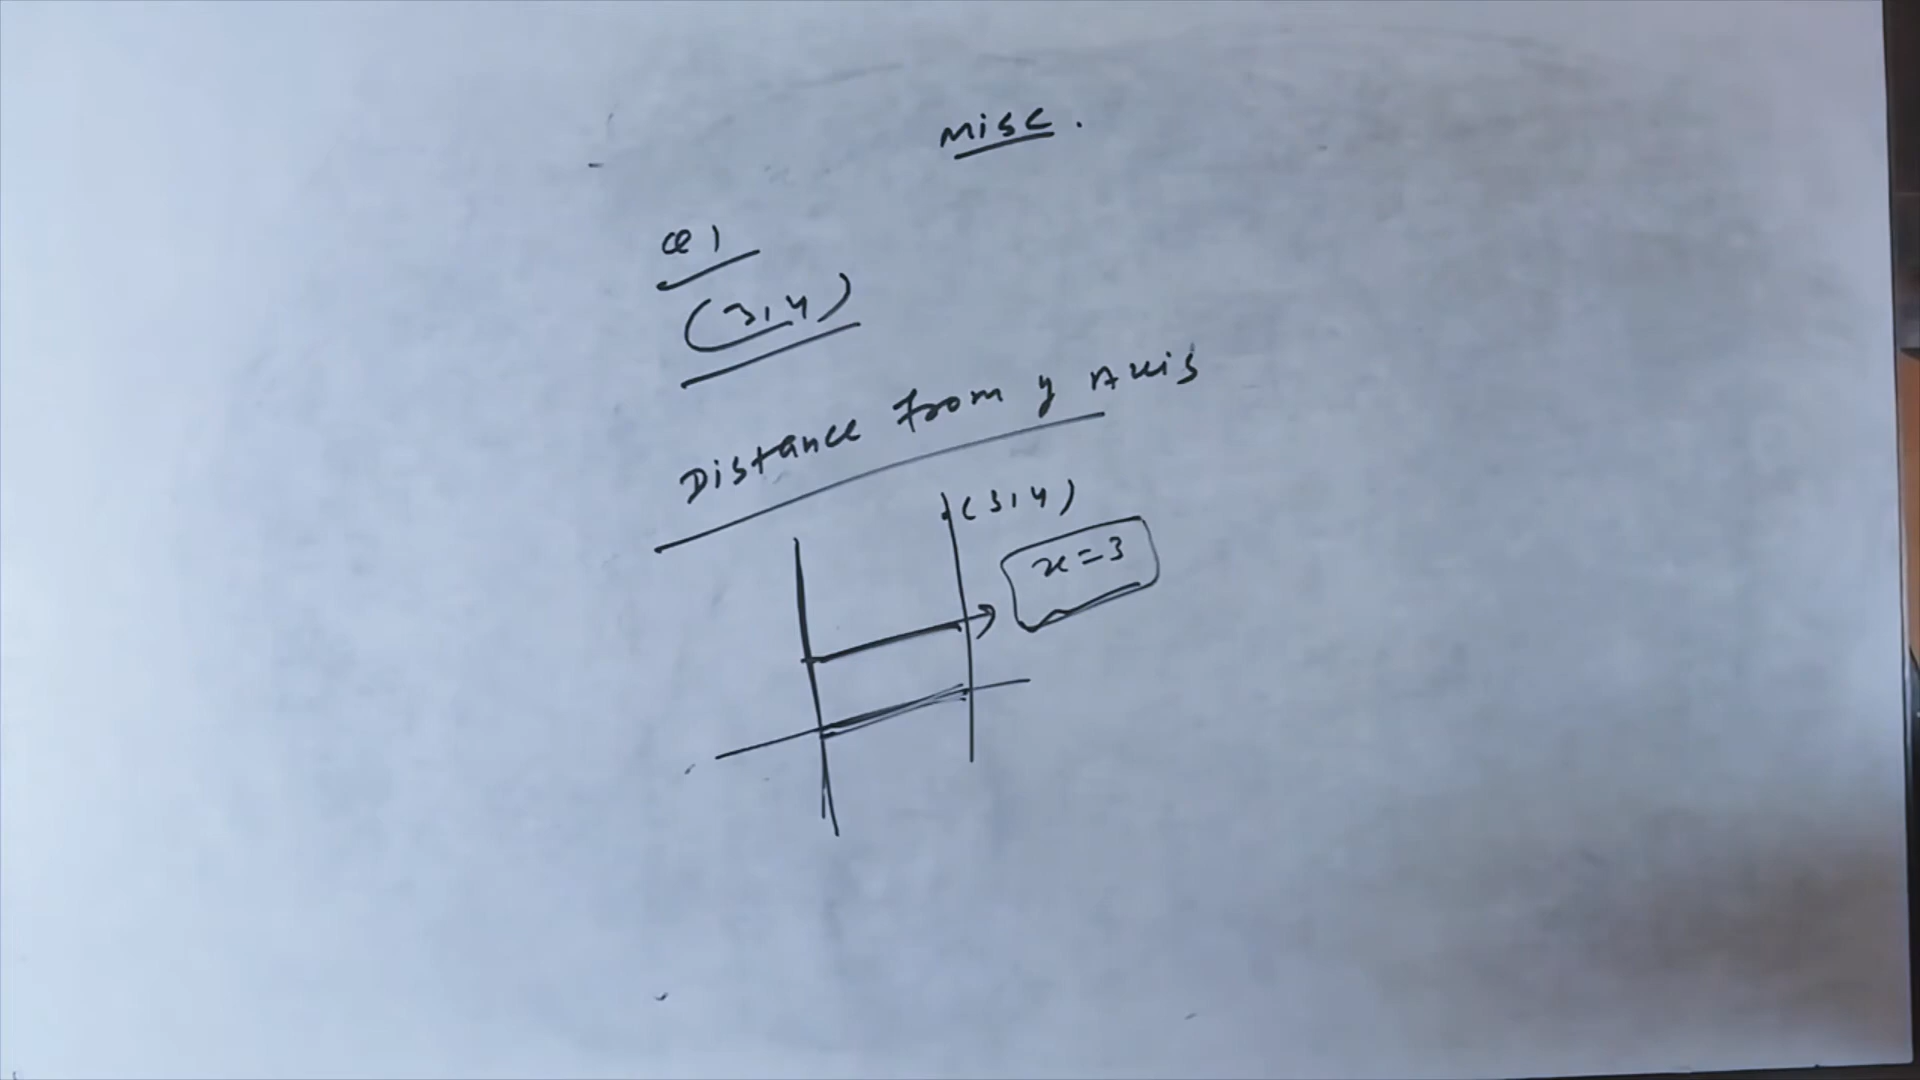 Misc.
Q1
(3,4)
Distance from y Axis
(3,4)
x=3